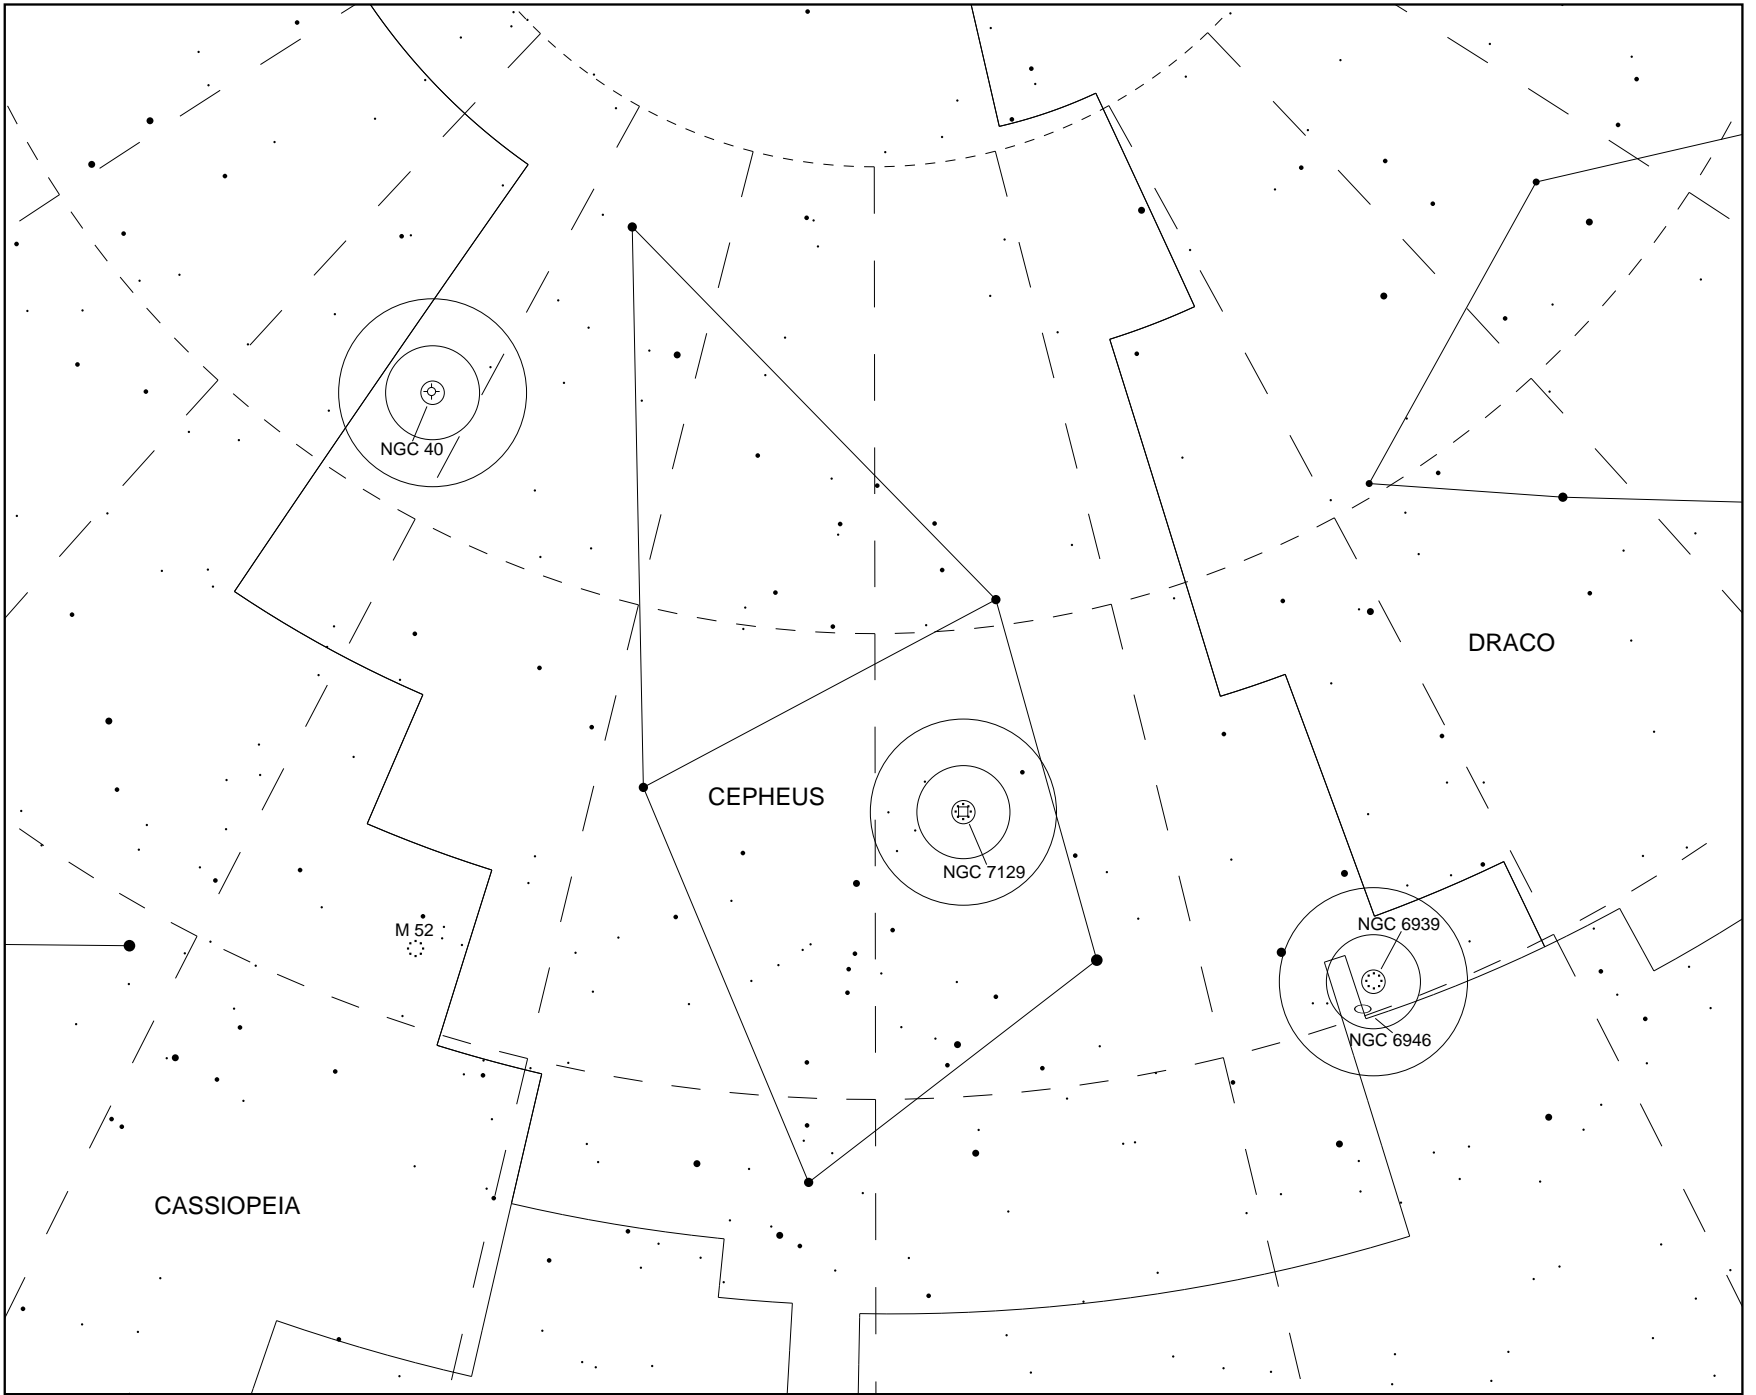 NGC 40
DRACO
CEPHEUS
NGC 7129
NGC 6939
M 52
NGC 6946
CASSIOPEIA